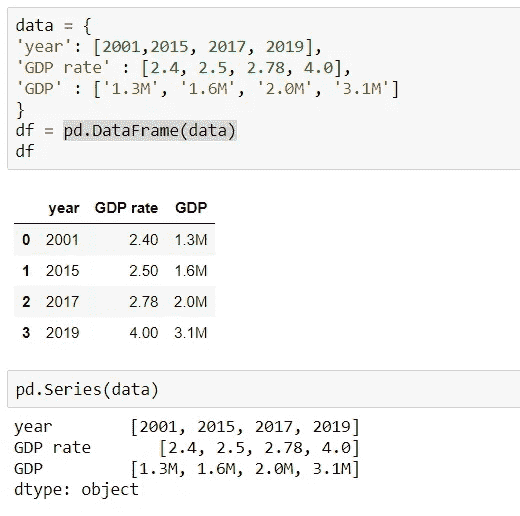 data = {
'year': [2001,2015, 2017, 2019],
'GDP rate' : [2.4, 2.5, 2.78, 4.0],
'GDP' : ['1.3M', '1.6M', '2.0M', '3.1M']
}
df = pd.DataFrame(data)
df
year GDP rate GDP
0 2001 2.40 1.3M
1 2015 2.50 1.6M
2 2017 2.78 2.0M
3 2019 4.00 3.1M
pd.Series(data)
year [2001, 2015, 2017, 2019]
GDP rate [2.4, 2.5, 2.78, 4.0]
GDP [1.3M, 1.6M, 2.0M, 3.1M]
dtype: object